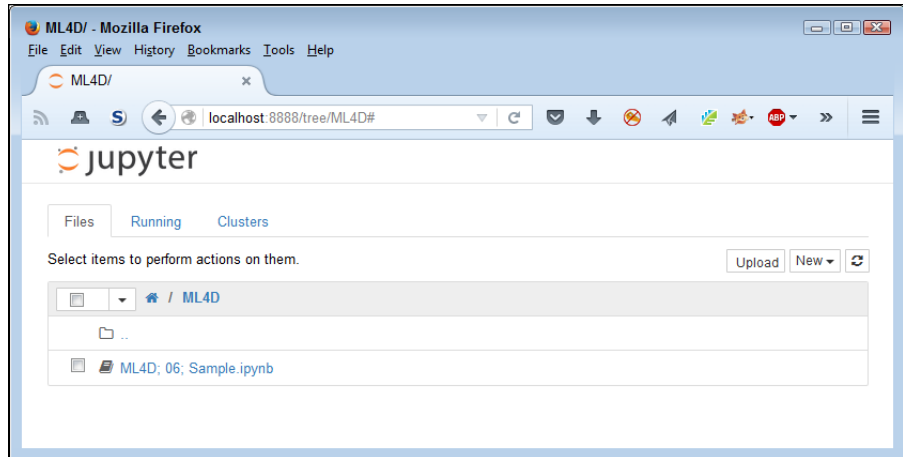 ML4D/ - Mozilla Firefox
File Edit View History Bookmarks Tools Help
ML4D/
S localhost:8888/tree/ML4D# ABP
jupyter
Files Running Clusters
Select items to perform actions on them. Upload New
/ ML4D
..
ML4D; 06; Sample.ipynb